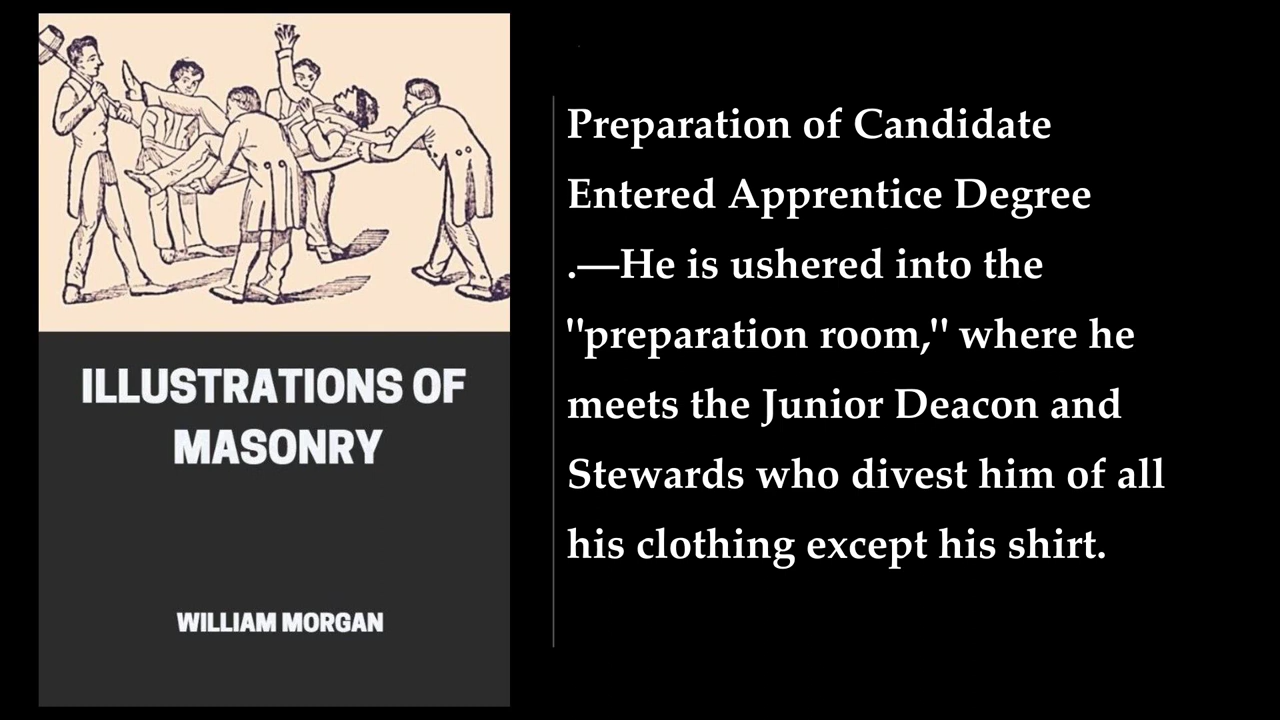 ILLUSTRATIONS OF
MASONRY
WILLIAM MORGAN
Preparation of Candidate
Entered Apprentice Degree
.—He is ushered into the
"preparation room," where he
meets the Junior Deacon and
Stewards who divest him of all
his clothing except his shirt.